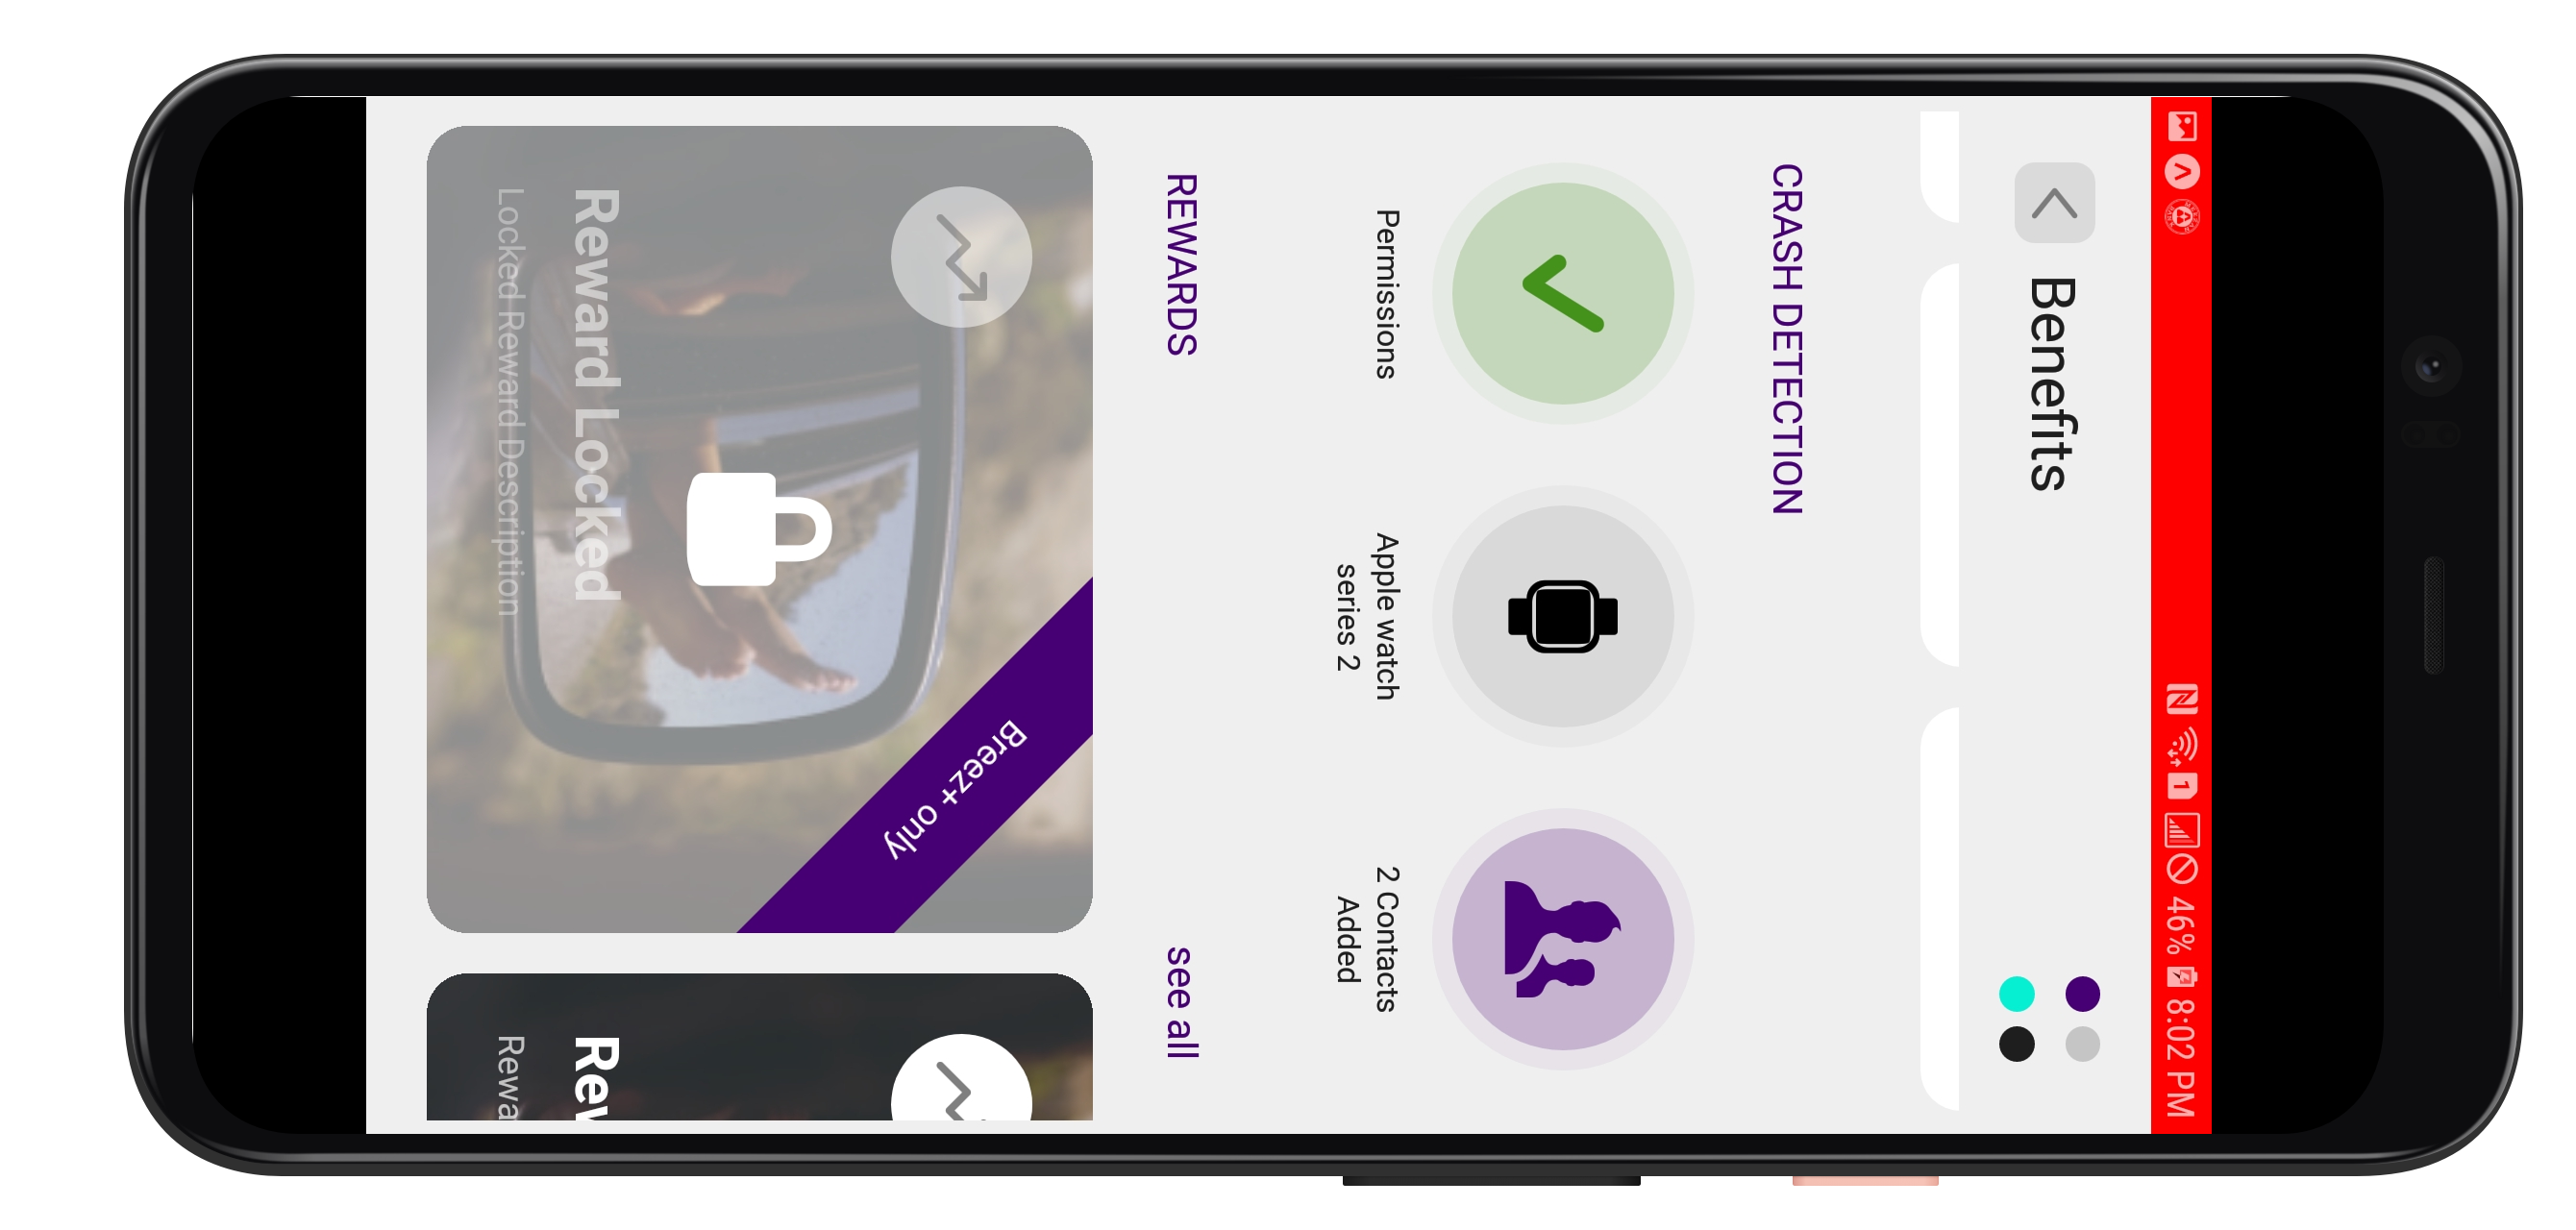 46% 8:02 PM
Benefits
CRASH DETECTION
Permissions
Apple watch
series 2
2 Contacts
Added
REWARDS
see all
Breez+ only
Reward Locked
Locked Reward Description
Rew
Rewa